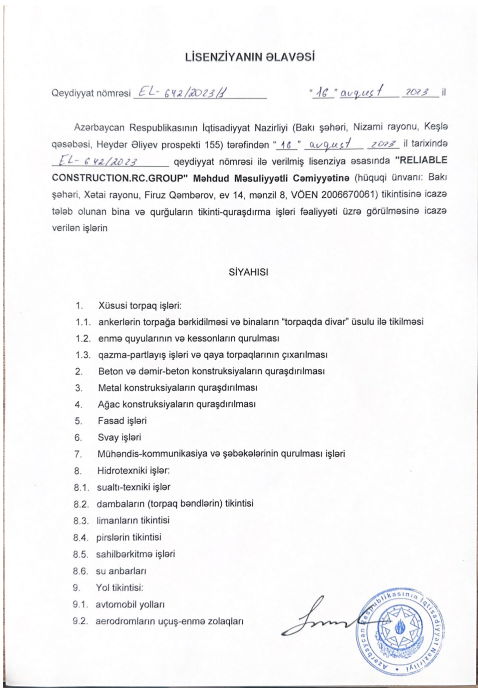 LİSENZİYANIN ƏLAVƏSİ
Qeydiyyat nömrəsi EL-642/2023/1 "16" avqust 2023 il
Azərbaycan Respublikasının İqtisadiyyat Nazirliyi (Bakı şəhəri, Nizami rayonu, Keşlə
qəsəbəsi, Heydər Əliyev prospekti 155) tərəfindən "16" avqust 2023 il tarixində
EL-642/2023 qeydiyyat nömrəsi ilə verilmiş lisenziya əsasında "RELIABLE
CONSTRUCTION.RC.GROUP" Məhdud Məsuliyyətli Cəmiyyətinə (hüquqi ünvanı: Bakı
şəhəri, Xətai rayonu, Firuz Qəmbərov, ev 14, mənzil 8, VÖEN 2006670061) tikintisinə icazə
tələb olunan bina və qurğuların tikinti-quraşdırma işləri fəaliyyəti üzrə görülməsinə icazə
verilən işlərin
SİYAHISI
1. Xüsusi torpaq işləri:
1.1. ankerlərin torpağa bərkidilməsi və binaların “torpaqda divar” üsulu ilə tikilməsi
1.2. enmə quyularının və kessonların qurulması
1.3. qazma-partlayış işləri və qaya torpaqlarının çıxarılması
2. Beton və dəmir-beton konstruksiyaların quraşdırılması
3. Metal konstruksiyaların quraşdırılması
4. Ağac konstruksiyaların quraşdırılması
5. Fasad işləri
6. Svay işləri
7. Mühəndis-kommunikasiya və şəbəkələrinin qurulması işləri
8. Hidrotexniki işlər:
8.1. sualtı-texniki işlər
8.2. dambaların (torpaq bəndlərin) tikintisi
8.3. limanların tikintisi
8.4. pirslərin tikintisi
8.5. sahilbərkitmə işləri
8.6. su anbarları
9. Yol tikintisi:
9.1. avtomobil yolları
9.2. aerodromların uçuş-enmə zolaqları
Azərbaycan Respublikasının İqtisadiyyat Nazirliyi